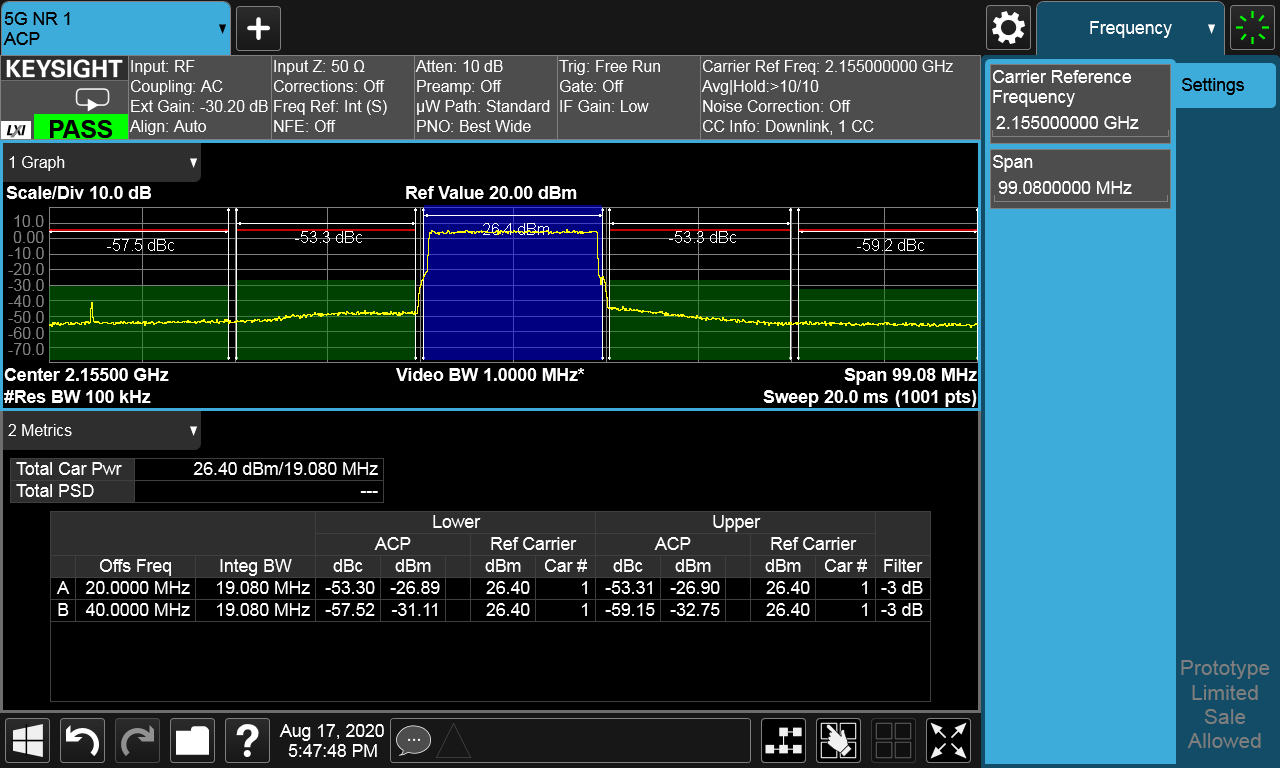 5G NR 1
ACP
Frequency
KEYSIGHT
LXI
PASS
Input: RF
Coupling: AC
Ext Gain: -30.20 dB
Align: Auto
Input Z: 50 Ω
Corrections: Off
Freq Ref: Int (S)
NFE: Off
Atten: 10 dB
Preamp: Off
µW Path: Standard
PNO: Best Wide
Trig: Free Run
Gate: Off
IF Gain: Low
Carrier Ref Freq: 2.155000000 GHz
Avg|Hold:>10/10
Noise Correction: Off
CC Info: Downlink, 1 CC
Carrier Reference
Frequency
2.155000000 GHz
Span
99.0800000 MHz
Settings
1 Graph
Scale/Div 10.0 dB
Ref Value 20.00 dBm
10.0
0.00
-10.0
-20.0
-30.0
-40.0
-50.0
-60.0
-70.0
-57.5 dBc
-53.3 dBc
26.4 dBm
-53.3 dBc
-59.2 dBc
Center 2.15500 GHz
Video BW 1.0000 MHz*
Span 99.08 MHz
#Res BW 100 kHz
Sweep 20.0 ms (1001 pts)
2 Metrics
Total Car Pwr 26.40 dBm/19.080 MHz
Total PSD ---
Lower Upper
ACP Ref Carrier ACP Ref Carrier
Offs Freq Integ BW dBc dBm dBm Car # dBc dBm dBm Car # Filter
A 20.0000 MHz 19.080 MHz -53.30 -26.89 26.40 1 -53.31 -26.90 26.40 1 -3 dB
B 40.0000 MHz 19.080 MHz -57.52 -31.11 26.40 1 -59.15 -32.75 26.40 1 -3 dB
Prototype
Limited
Sale
Allowed
Aug 17, 2020
5:47:48 PM